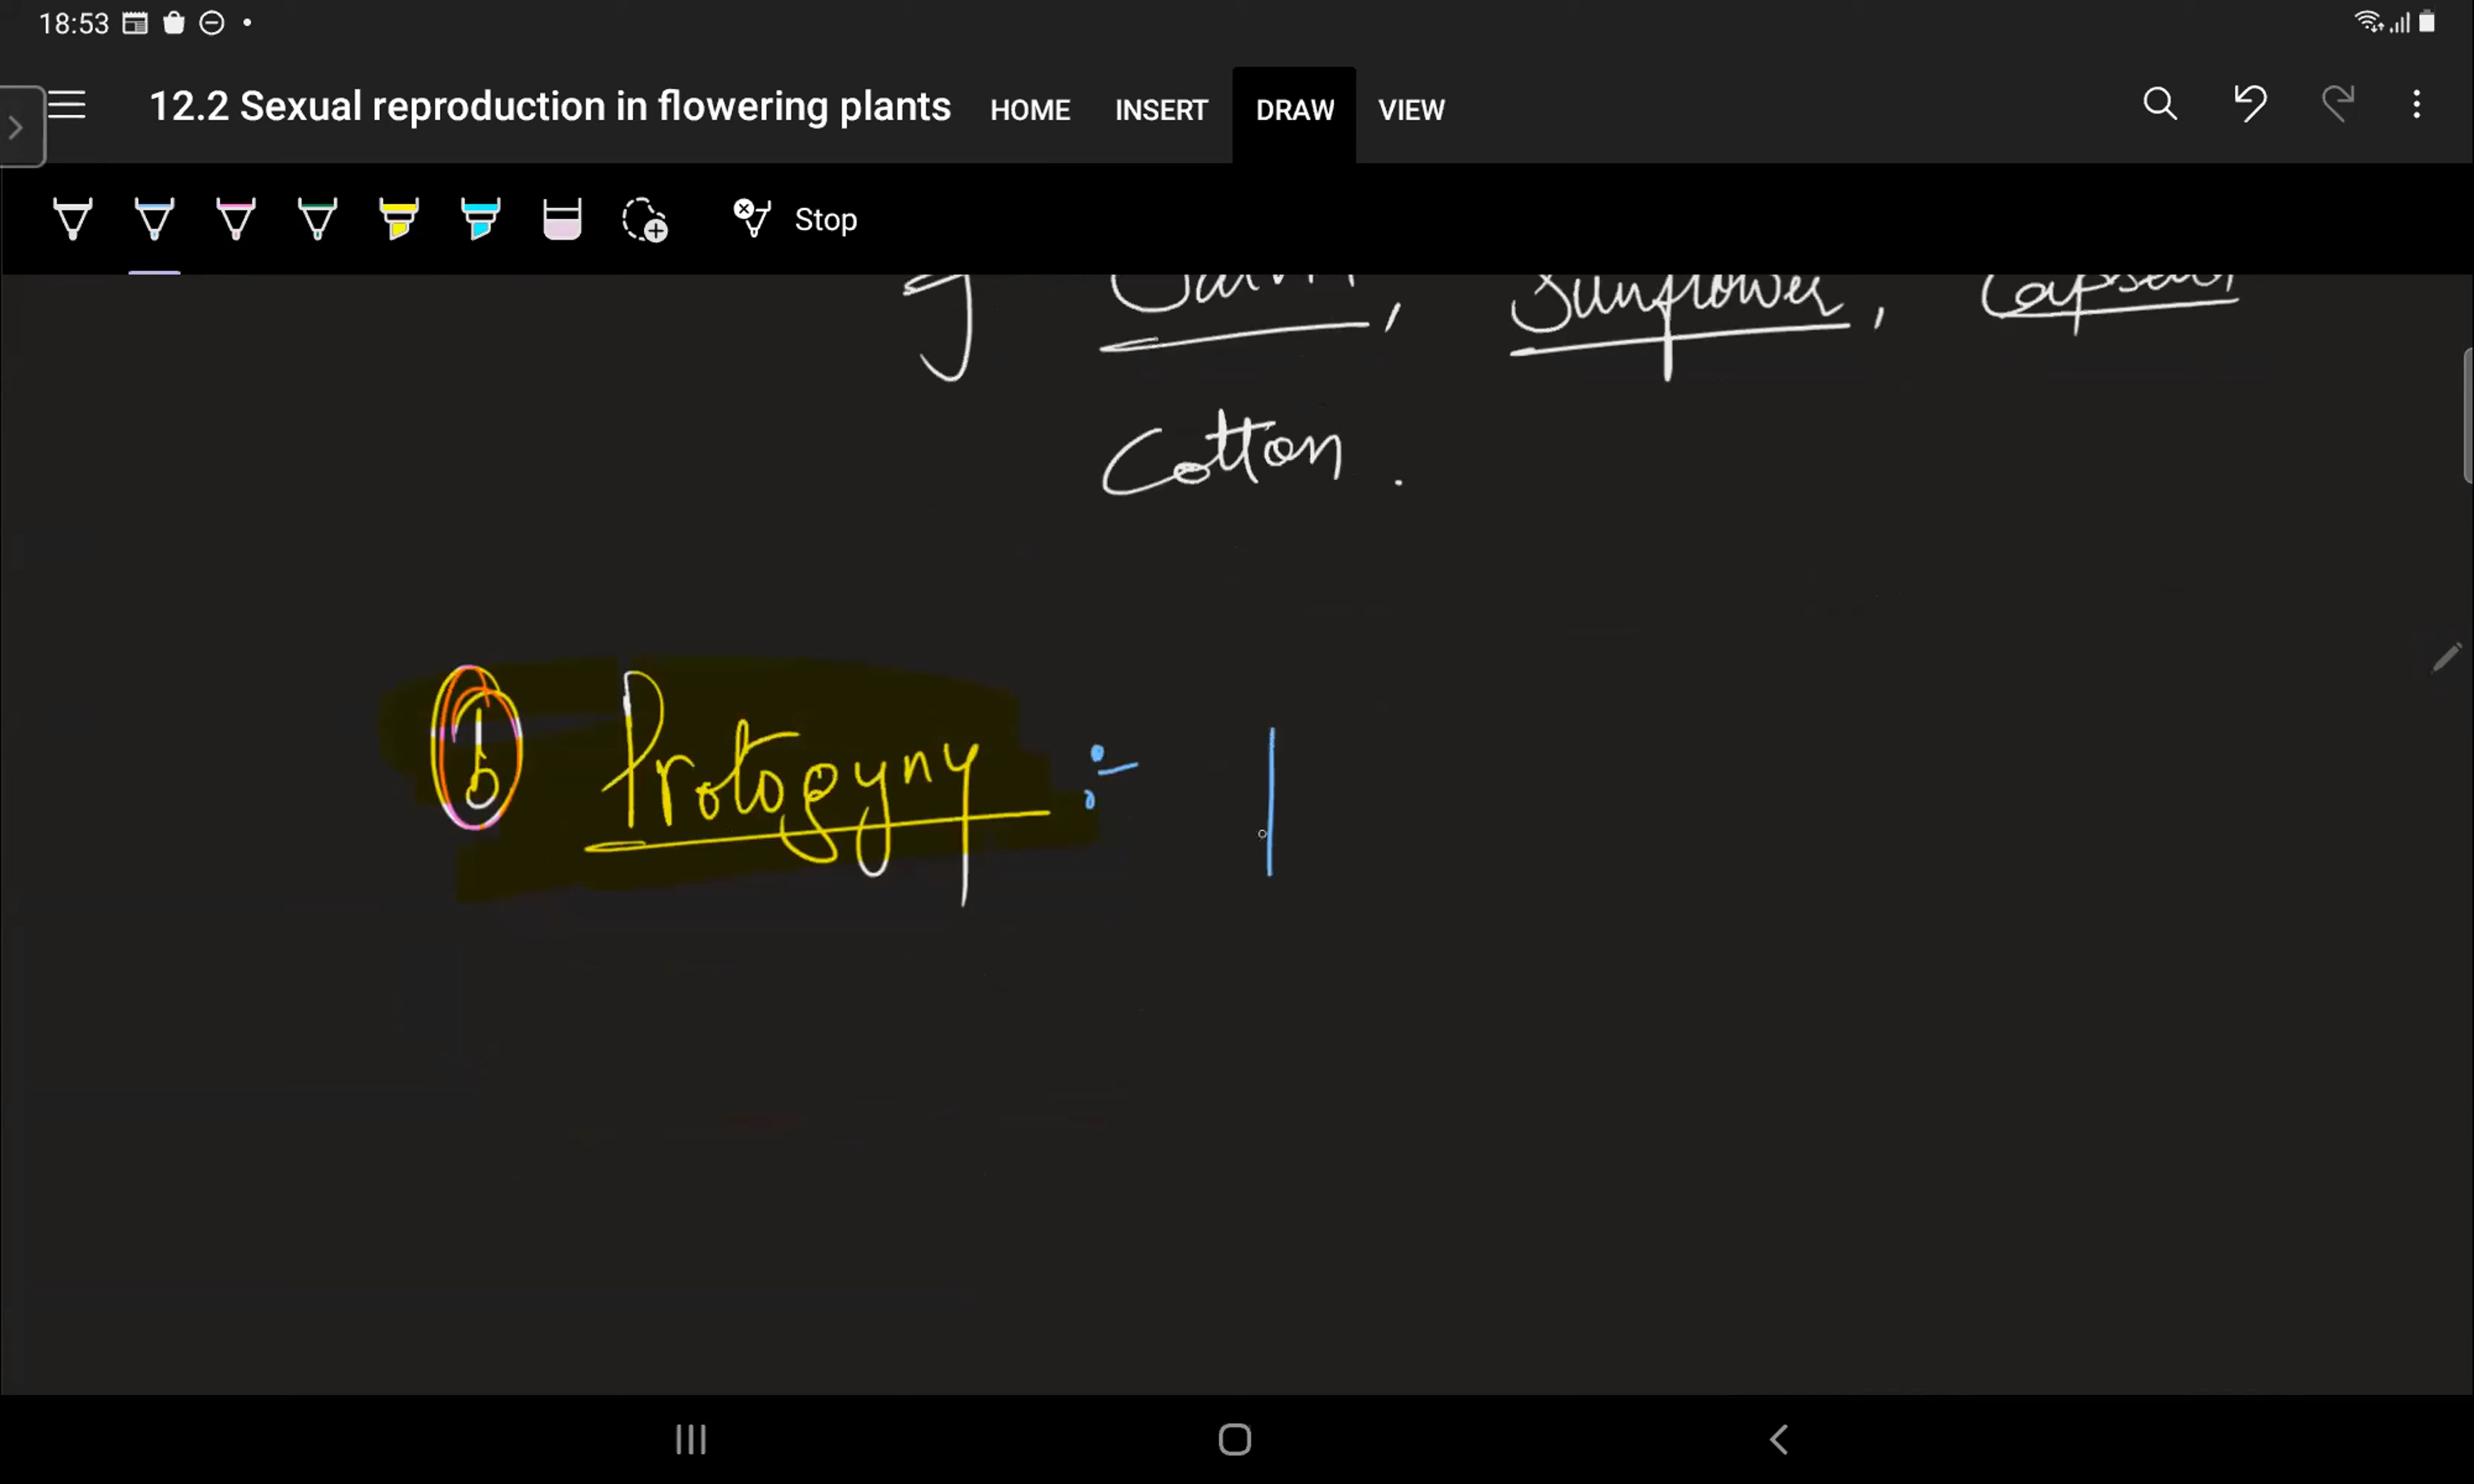 18:53
12.2 Sexual reproduction in flowering plants HOME INSERT DRAW VIEW
Stop
g Sunflower,
Cotton.
b Protogyny :-